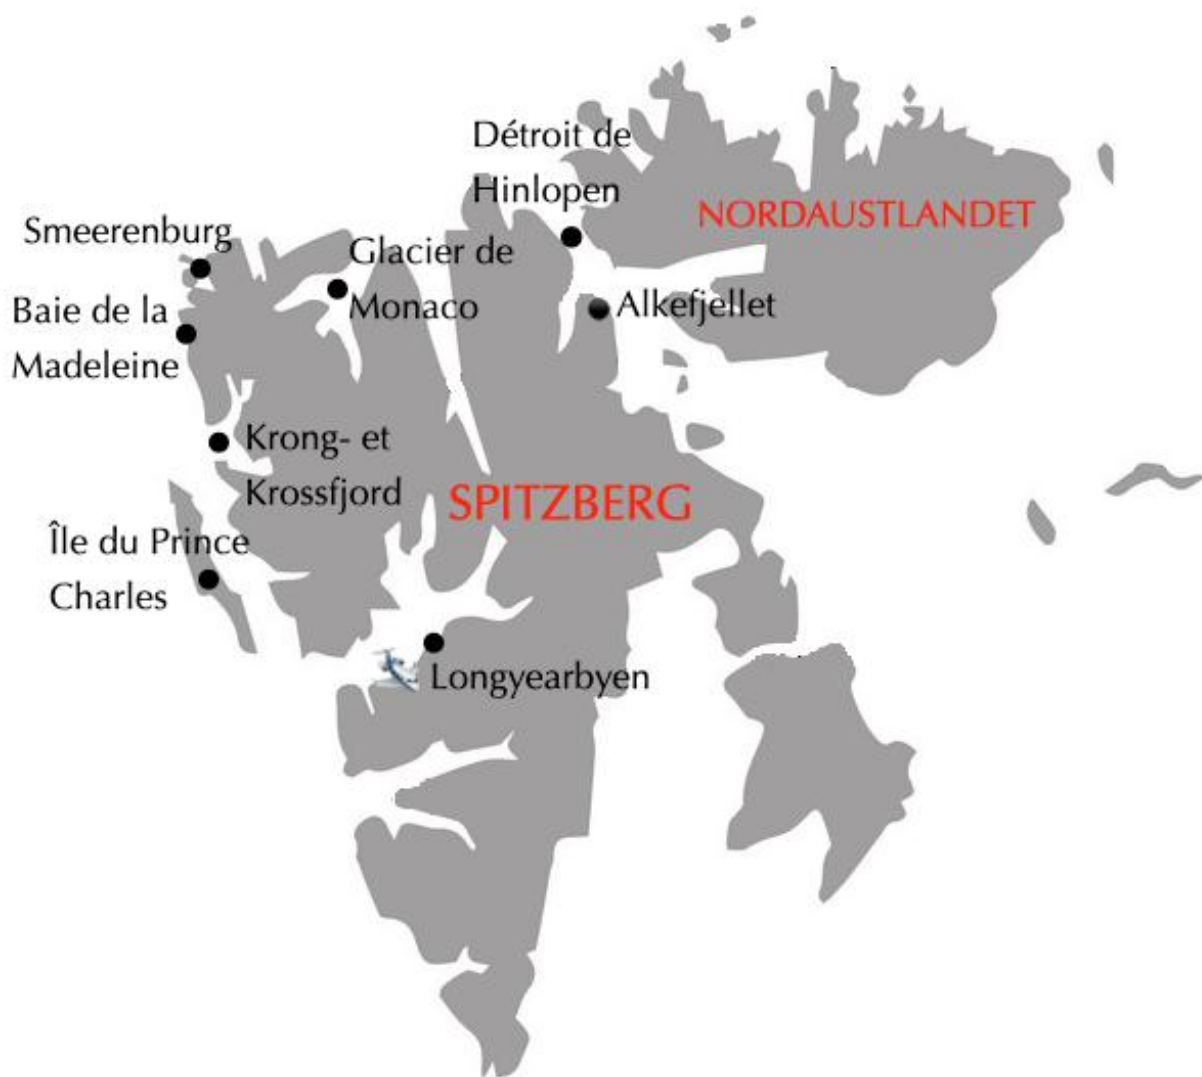 Détroit de
Hinlopen
NORDAUSTLANDET
Smeerenburg
Glacier de
Monaco
Baie de la
Madeleine
Alkefjellet
Krong- et
Krossfjord
SPITZBERG
Île du Prince
Charles
Longyearbyen